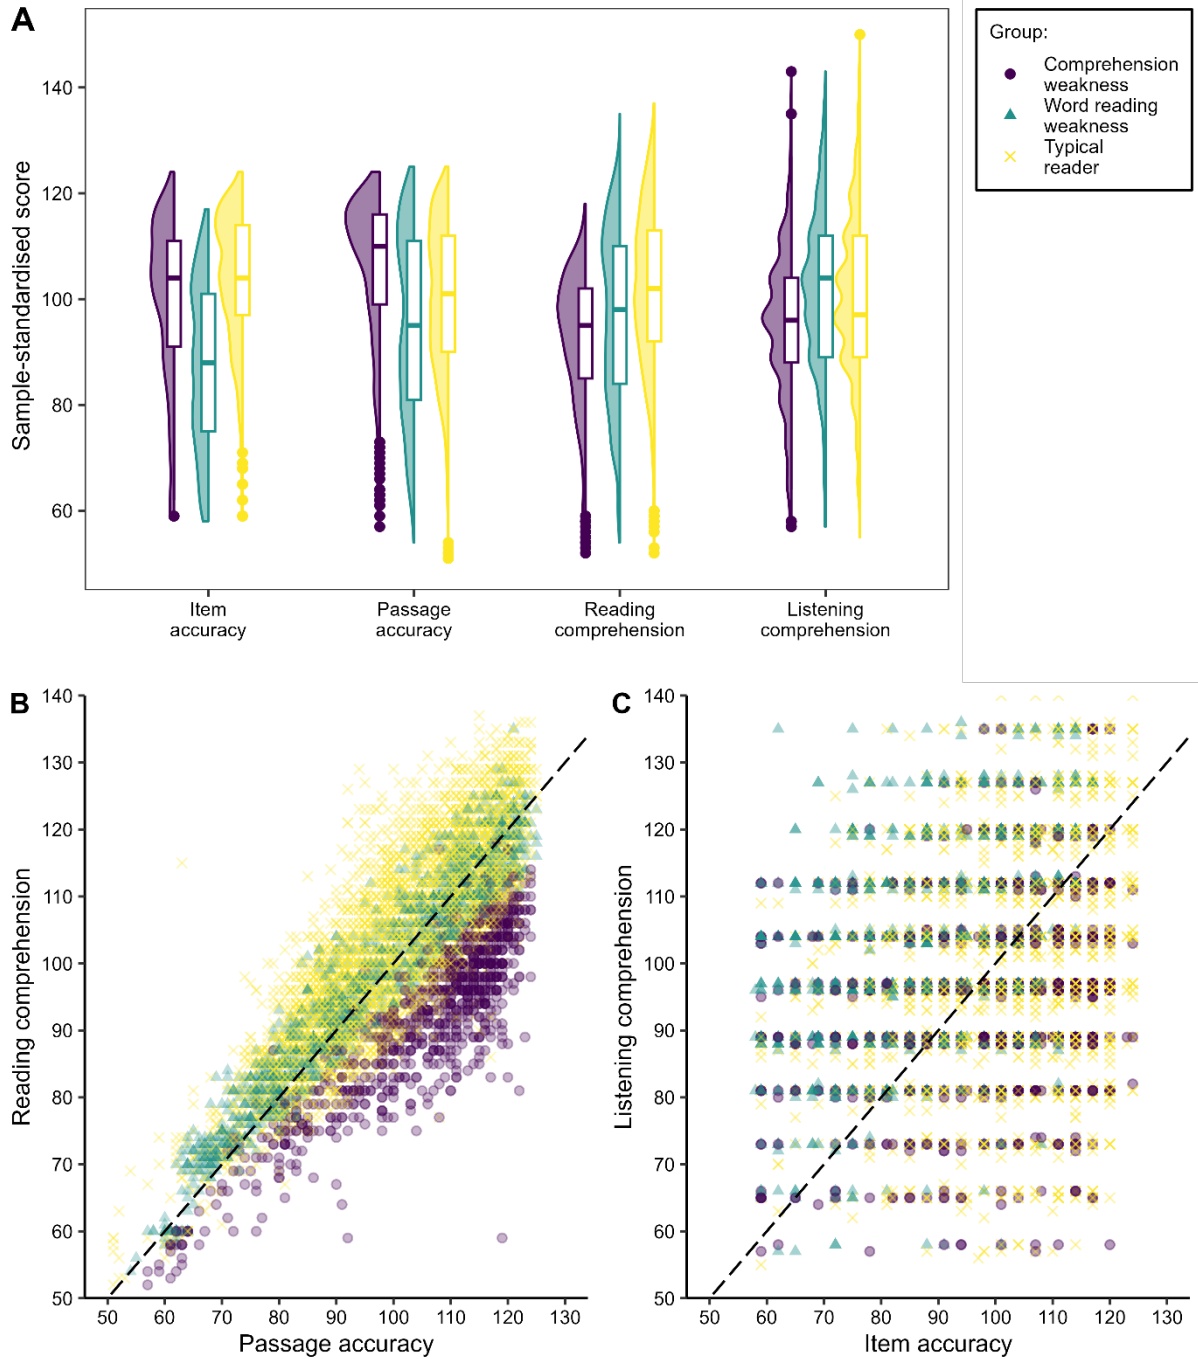 A
Sample-standardised score
140
120
100
80
60
Item
accuracy
Passage
accuracy
Reading
comprehension
Listening
comprehension
Group:
Comprehension
weakness
Word reading
weakness
Typical
reader
B
Reading comprehension
140
130
120
110
100
90
80
70
60
50
50 60 70 80 90 100 110 120 130
Passage accuracy
C
Listening comprehension
140
130
120
110
100
90
80
70
60
50
50 60 70 80 90 100 110 120 130
Item accuracy